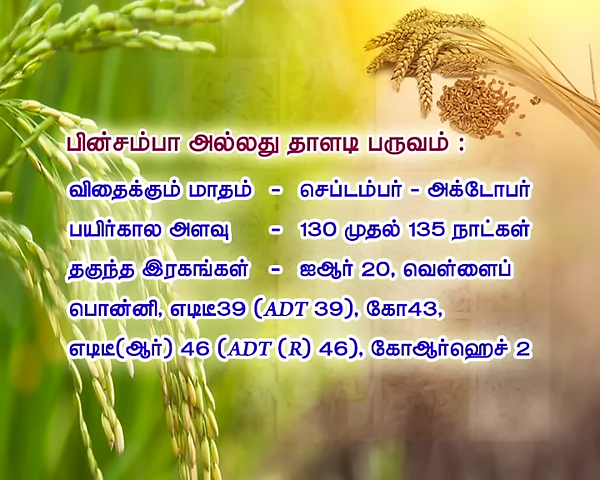 பின்சம்பா அல்லது தாளடி பருவம் :
விதைக்கும் மாதம் - செப்டம்பர் - அக்டோபர்
பயிர்கால அளவு - 130 முதல் 135 நாட்கள்
தகுந்த இரகங்கள் - ஐஆர் 20, வெள்ளைப்
பொன்னி, எடிடீ39 (ADT 39), கோ43,
எடிடீ(ஆர்) 46 (ADT (R) 46), கோஆர்ஹெச் 2